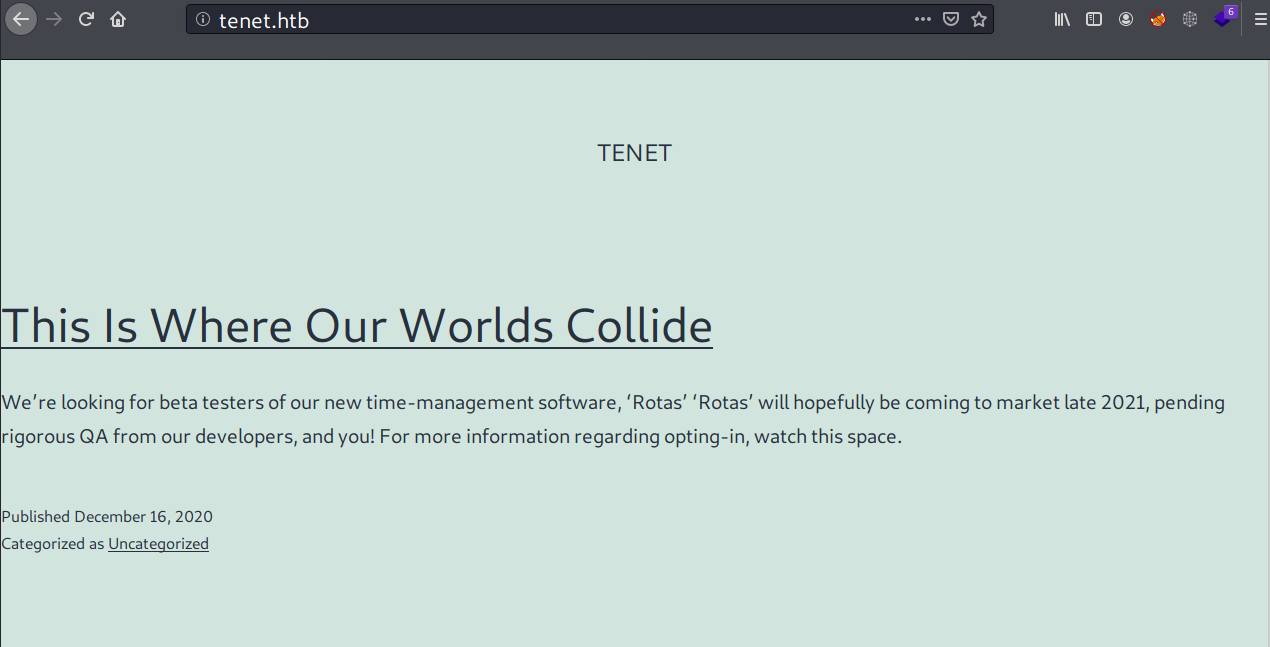 tenet.htb
6
TENET
This Is Where Our Worlds Collide
We’re looking for beta testers of our new time-management software, ‘Rotas’ ‘Rotas’ will hopefully be coming to market late 2021, pending
rigorous QA from our developers, and you! For more information regarding opting-in, watch this space.
Published December 16, 2020
Categorized as Uncategorized